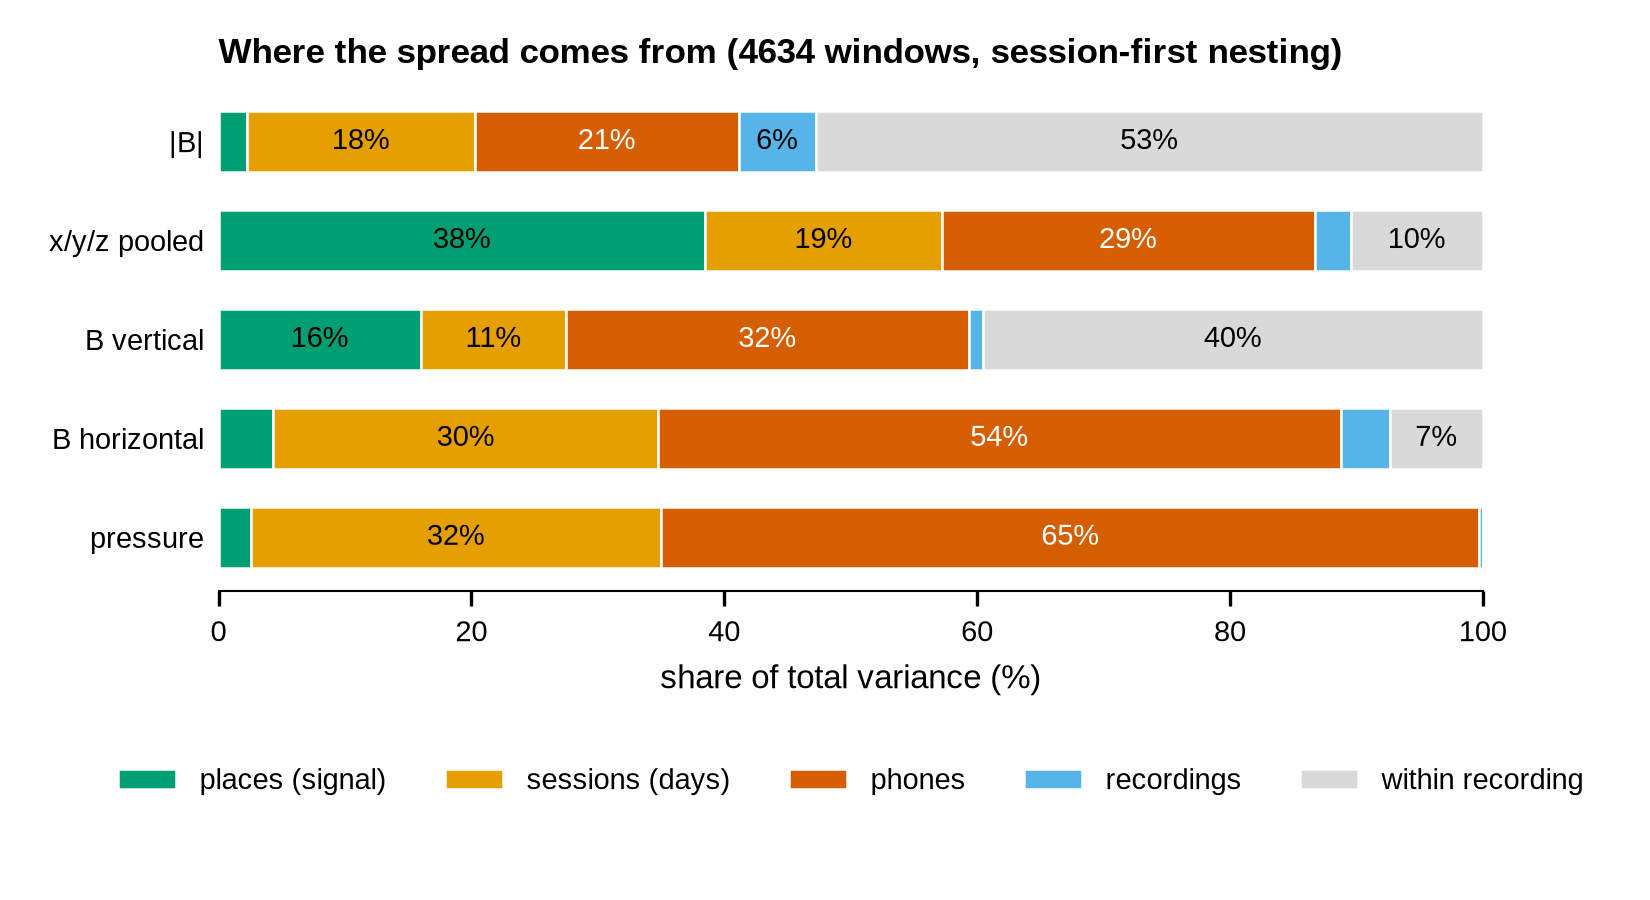 Where the spread comes from (4634 windows, session-first nesting)
|B| 18% 21% 6% 53%
x/y/z pooled 38% 19% 29% 10%
B vertical 16% 11% 32% 40%
B horizontal 30% 54% 7%
pressure 32% 65%
0 20 40 60 80 100
share of total variance (%)
places (signal) sessions (days) phones recordings within recording